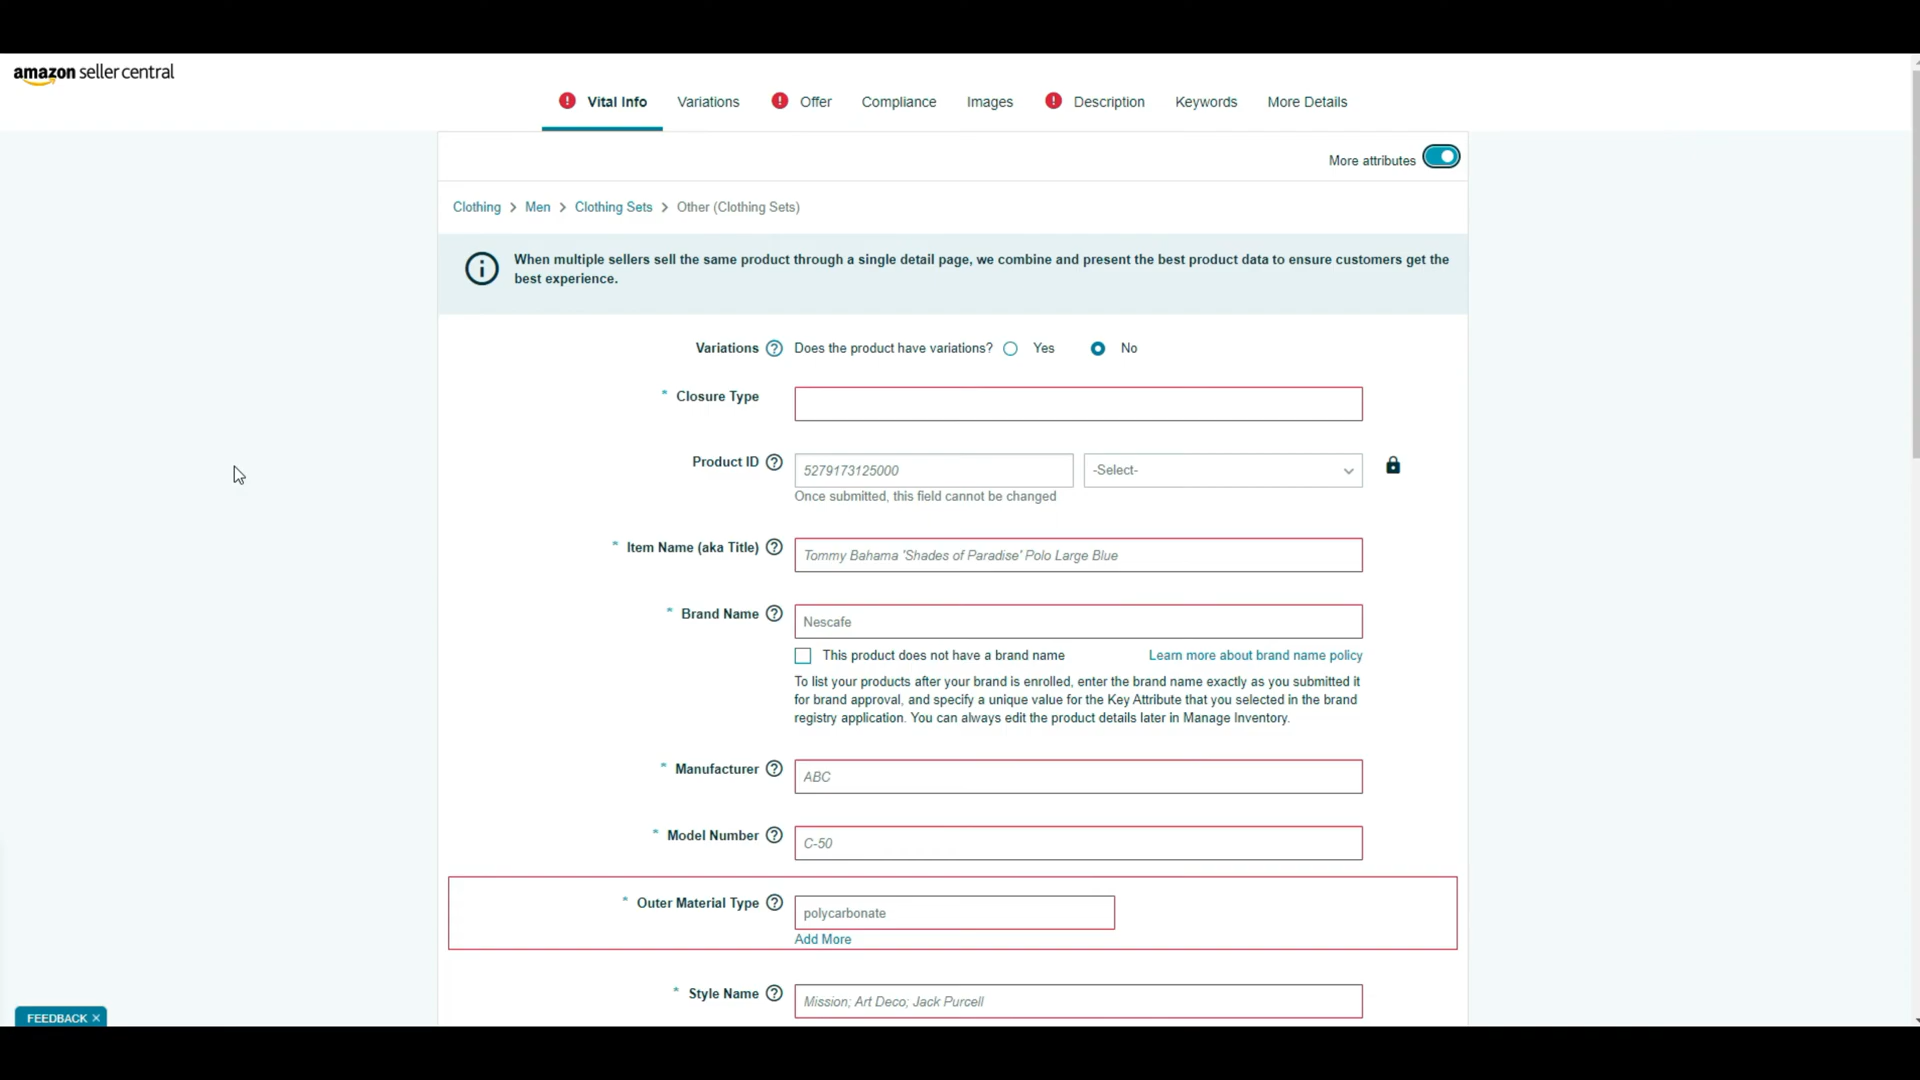 amazon seller central
! Vital Info Variations ! Offer Compliance Images ! Description Keywords More Details
More attributes
Clothing > Men > Clothing Sets > Other (Clothing Sets)
When multiple sellers sell the same product through a single detail page, we combine and present the best product data to ensure customers get the
best experience.
Variations ? Does the product have variations? Yes No
* Closure Type
Product ID ? 5279173125000 -Select-
Once submitted, this field cannot be changed
* Item Name (aka Title) ? Tommy Bahama 'Shades of Paradise' Polo Large Blue
* Brand Name ? Nescafe
This product does not have a brand name Learn more about brand name policy
To list your products after your brand is enrolled, enter the brand name exactly as you submitted it
for brand approval, and specify a unique value for the Key Attribute that you selected in the brand
registry application. You can always edit the product details later in Manage Inventory.
* Manufacturer ? ABC
* Model Number ? C-50
* Outer Material Type ? polycarbonate
Add More
* Style Name ? Mission; Art Deco; Jack Purcell
FEEDBACK ×